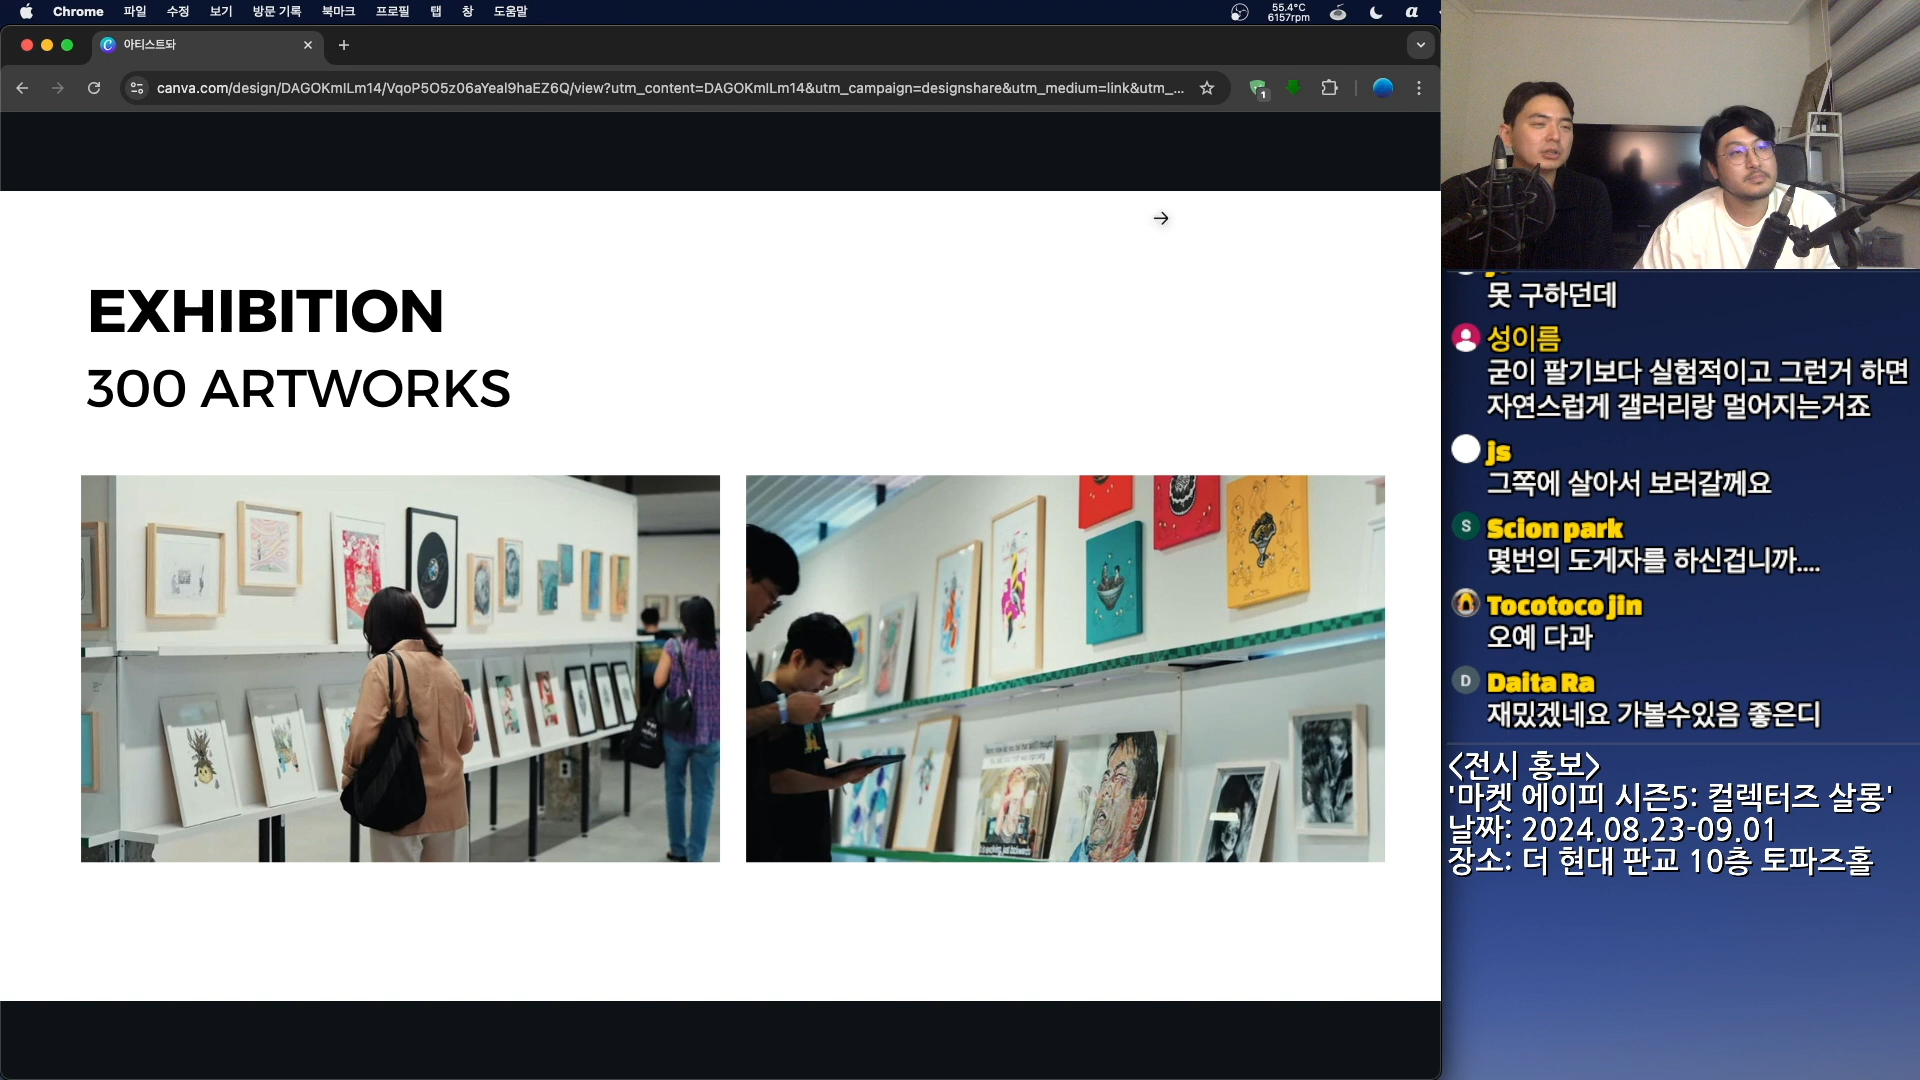 Chrome 파일 수정 보기 방문 기록 북마크 프로필 탭 창 도움말
55.4°C
6157rpm
아티스트돠
canva.com/design/DAGOKmlLm14/VqoP5O5z06aYeal9haEZ6Q/view?utm_content=DAGOKmlLm14&utm_campaign=designshare&utm_medium=link&utm_...
1
EXHIBITION
300 ARTWORKS
못 구하던데
성이름
굳이 팔기보다 실험적이고 그런거 하면
자연스럽게 갤러리랑 멀어지는거죠
js
그쪽에 살아서 보러갈께요
S
Scion park
몇번의 도게자를 하신겁니까....
Tocotoco jin
오예 다과
D
Daita Ra
재밌겠네요 가볼수있음 좋은디
<전시 홍보>
'마켓 에이피 시즌5: 컬렉터즈 살롱'
날짜: 2024.08.23-09.01
장소: 더 현대 판교 10층 토파즈홀